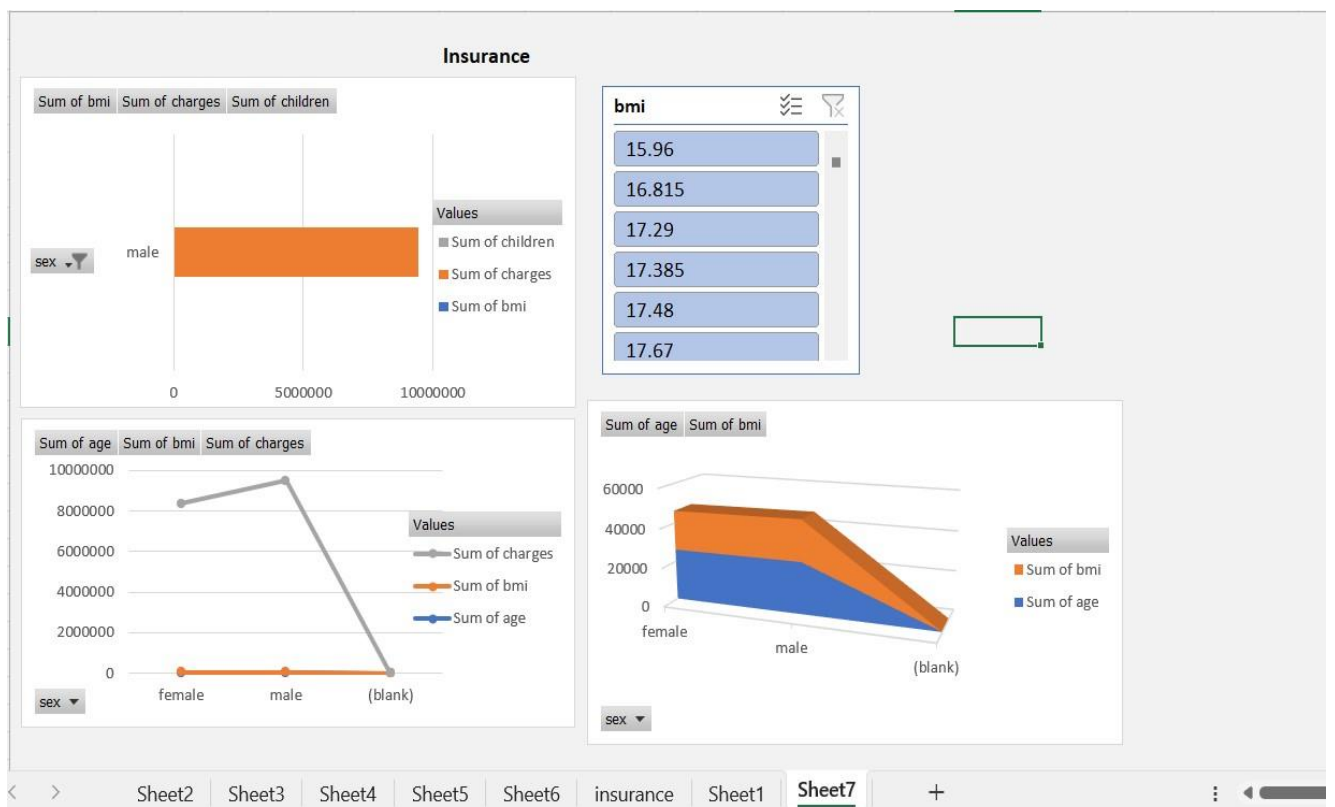 Insurance
Sum of bmi Sum of charges Sum of children
Values
Sum of children
Sum of charges
Sum of bmi
sex
male
0 5000000 10000000
bmi
15.96
16.815
17.29
17.385
17.48
17.67
Sum of age Sum of bmi Sum of charges
10000000
8000000
6000000
4000000
2000000
0
female male (blank)
Values
Sum of charges
Sum of bmi
Sum of age
sex
Sum of age Sum of bmi
60000
40000
20000
0
female
male
(blank)
Values
Sum of bmi
Sum of age
sex
Sheet2 Sheet3 Sheet4 Sheet5 Sheet6 insurance Sheet1 Sheet7